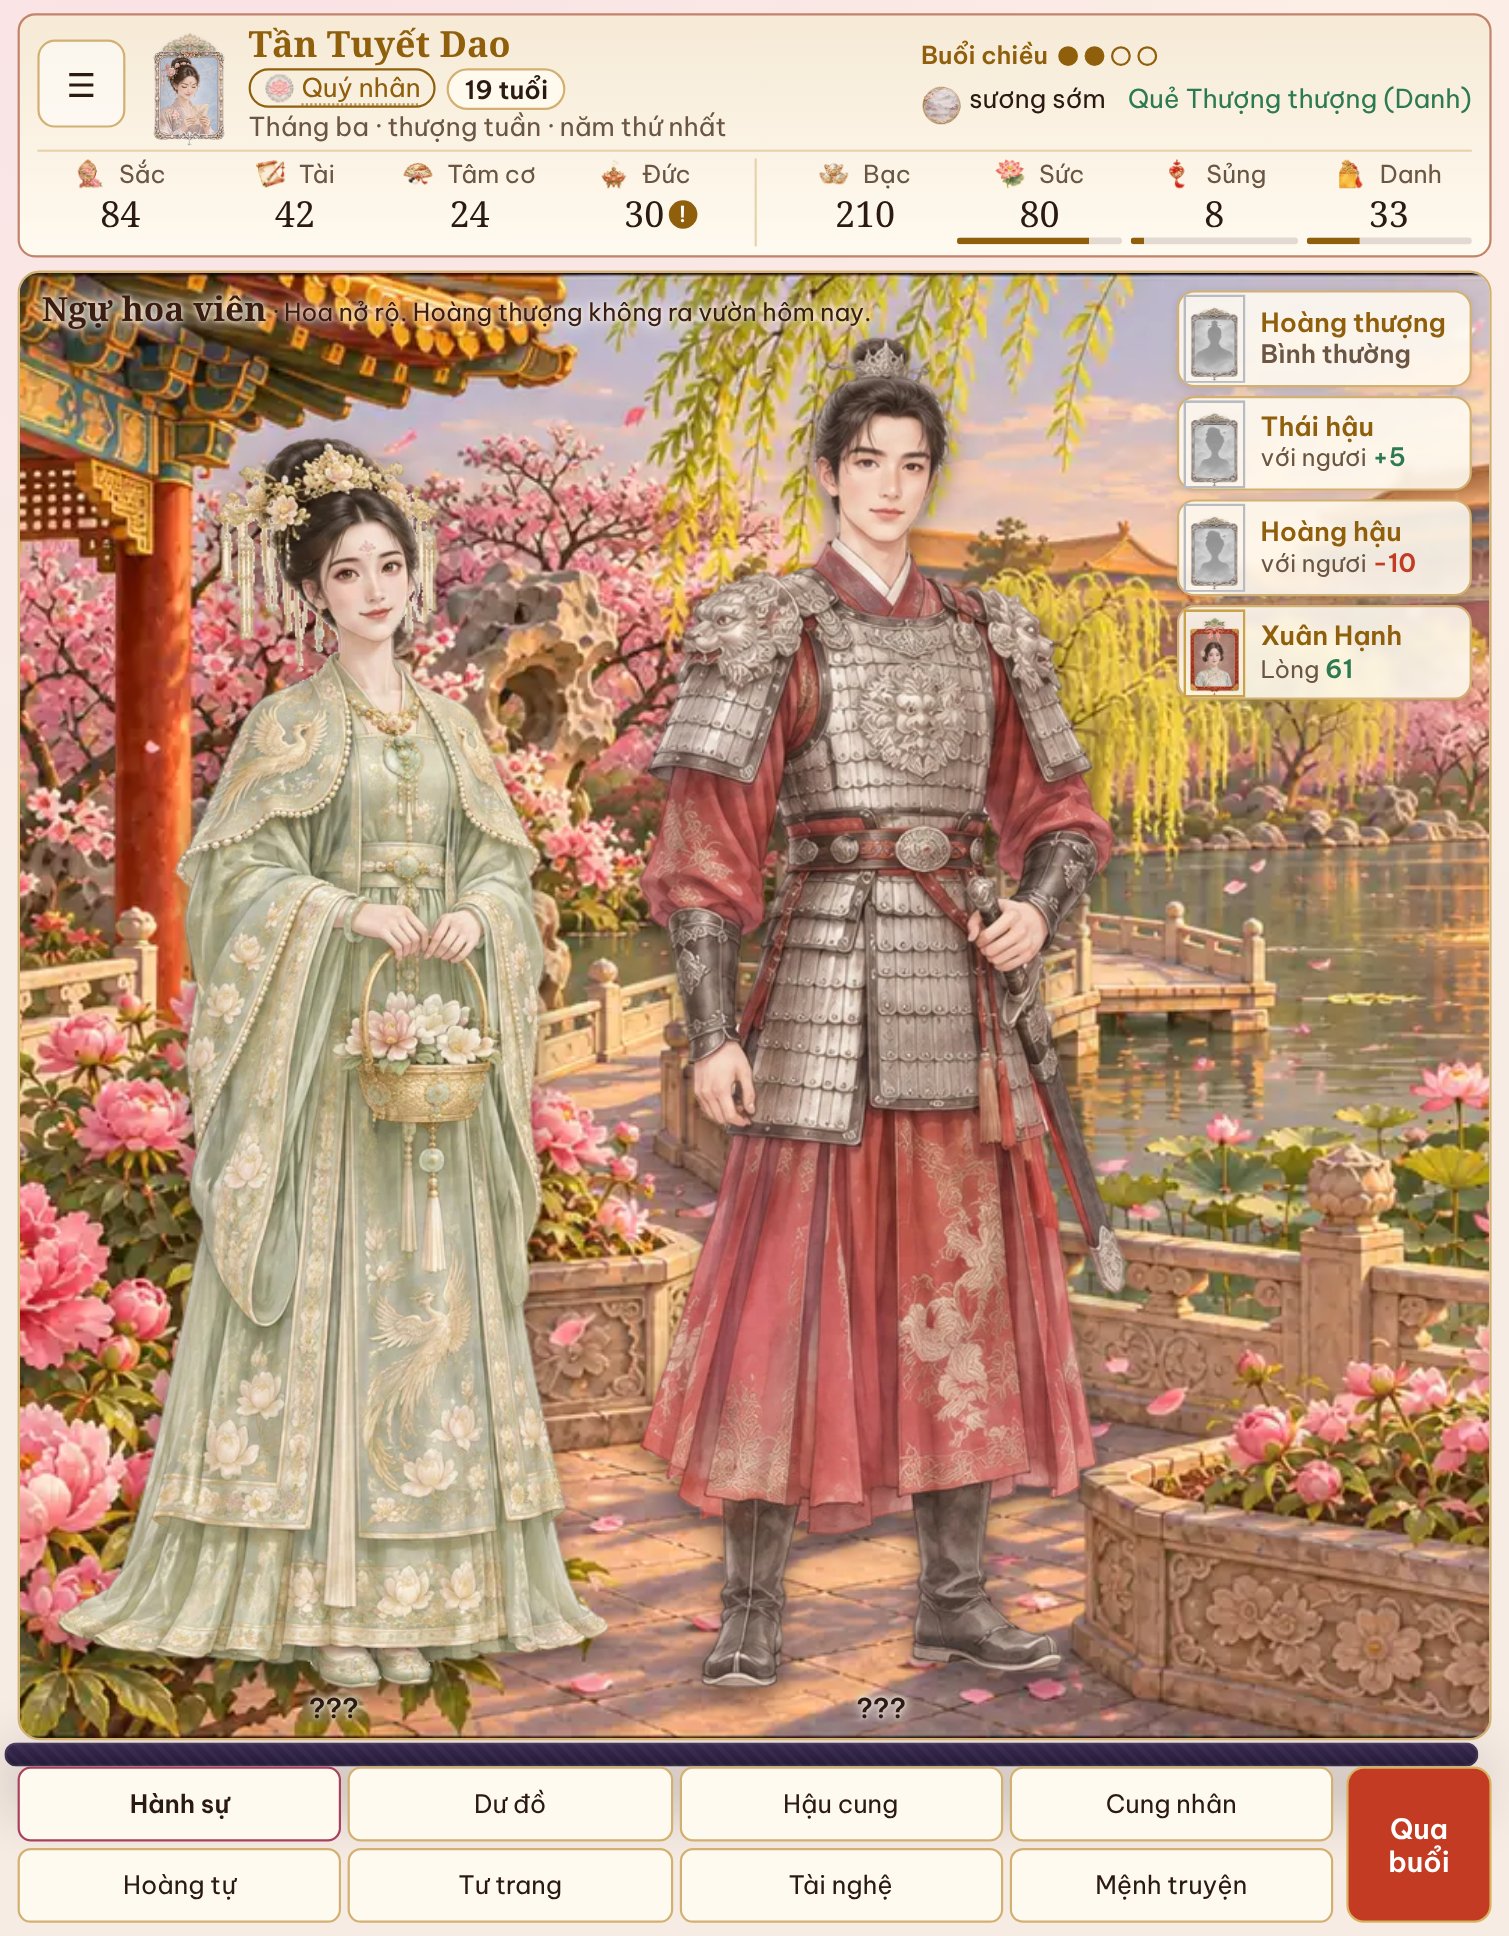 ☰
Tần Tuyết Dao
Quý nhân 19 tuổi
Tháng ba · thượng tuần · năm thứ nhất
Buổi chiều
sương sớm Quẻ Thượng thượng (Danh)
Sắc Tài Tâm cơ Đức Bạc Sức Sủng Danh
84 42 24 30 ! 210 80 8 33
Ngự hoa viên · Hoa nở rộ. Hoàng thượng không ra vườn hôm nay.
Hoàng thượng
Bình thường
Thái hậu
với ngươi +5
Hoàng hậu
với ngươi -10
Xuân Hạnh
Lòng 61
??? ???
Hành sự Dư đồ Hậu cung Cung nhân
Hoàng tự Tư trang Tài nghệ Mệnh truyện
Qua
buổi